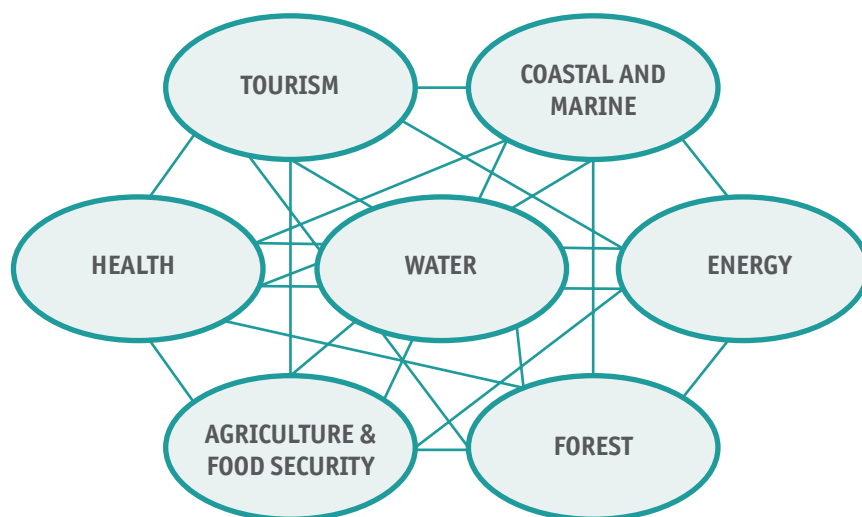 TOURISM
COASTAL AND
MARINE
HEALTH
WATER
ENERGY
AGRICULTURE &
FOOD SECURITY
FOREST